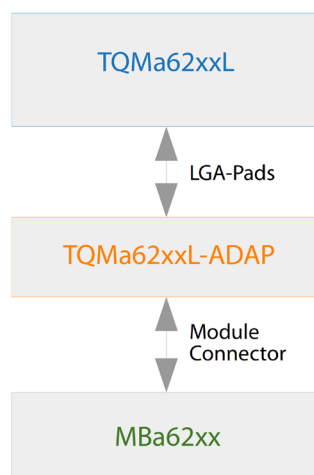 TQMa62xxL
LGA-Pads
TQMa62xxL-ADAP
Module
Connector
MBa62xx